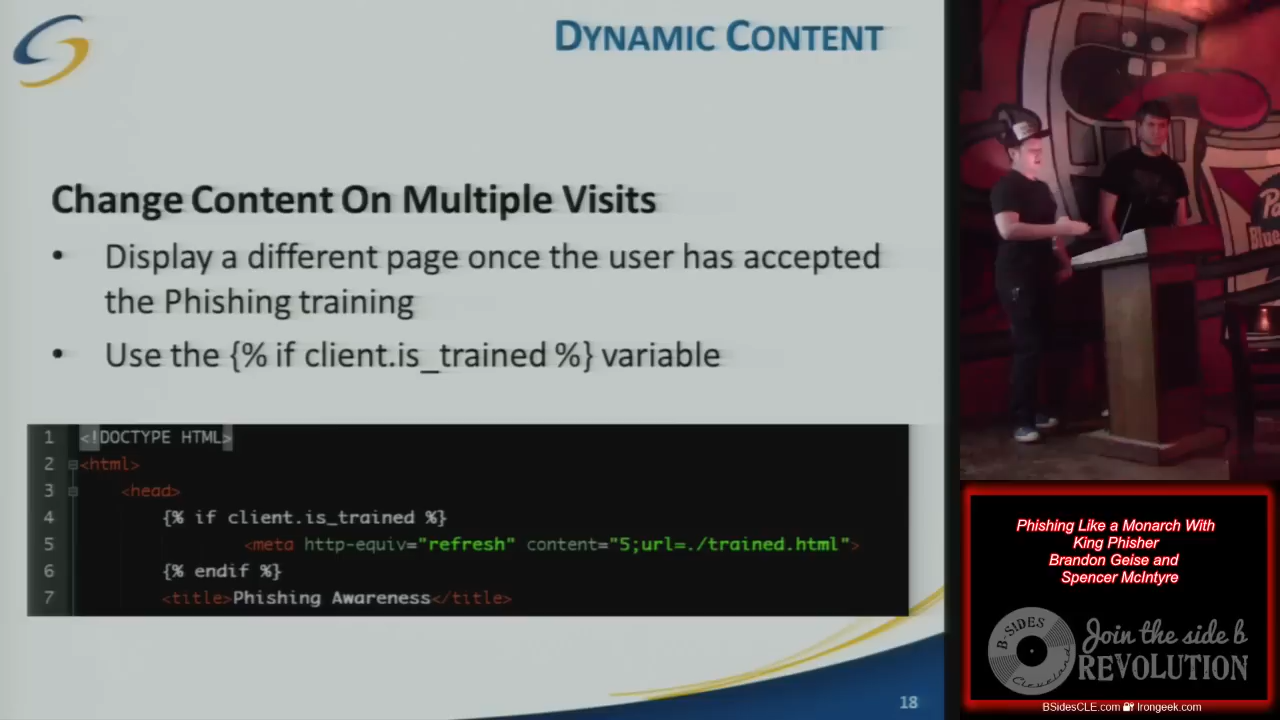 DYNAMIC CONTENT
Change Content On Multiple Visits
• Display a different page once the user has accepted
the Phishing training
• Use the {% if client.is_trained %} variable
1 <!DOCTYPE HTML>
2 <html>
3 <head>
4 {% if client.is_trained %}
5 <meta http-equiv="refresh" content="5;url=./trained.html">
6 {% endif %}
7 <title>Phishing Awareness</title>
18
Blue
Phishing Like a Monarch With
King Phisher
Brandon Geise and
Spencer McIntyre
B-SIDES
Cleveland
Join the side b
REVOLUTION
BSidesCLE.com Irongeek.com